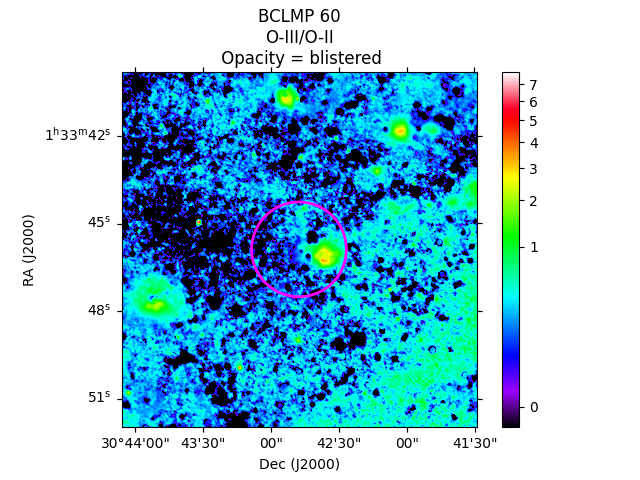 BCLMP 60
O-III/O-II
Opacity = blistered
1ʰ33ᵐ42ˢ
45ˢ
48ˢ
51ˢ
RA (J2000)
30°44'00" 43'30" 00" 42'30" 00" 41'30"
Dec (J2000)
7
6
5
4
3
2
1
0